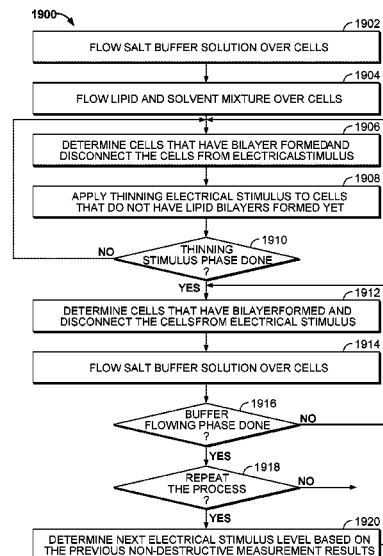 1900
1902
FLOW SALT BUFFER SOLUTION OVER CELLS
1904
FLOW LIPID AND SOLVENT MIXTURE OVER CELLS
1906
DETERMINE CELLS THAT HAVE BILAYER FORMEDAND
DISCONNECT THE CELLS FROM ELECTRICALSTIMULUS
1908
APPLY THINNING ELECTRICAL STIMULUS TO CELLS
THAT DO NOT HAVE LIPID BILAYERS FORMED YET
1910
THINNING
STIMULUS PHASE DONE
?
NO
YES
1912
DETERMINE CELLS THAT HAVE BILAYERFORMED AND
DISCONNECT THE CELLSFROM ELECTRICAL STIMULUS
1914
FLOW SALT BUFFER SOLUTION OVER CELLS
1916
BUFFER
FLOWING PHASE DONE
?
NO
YES
1918
REPEAT
THE PROCESS
?
NO
YES
1920
DETERMINE NEXT ELECTRICAL STIMULUS LEVEL BASED ON
THE PREVIOUS NON-DESTRUCTIVE MEASUREMENT RESULTS